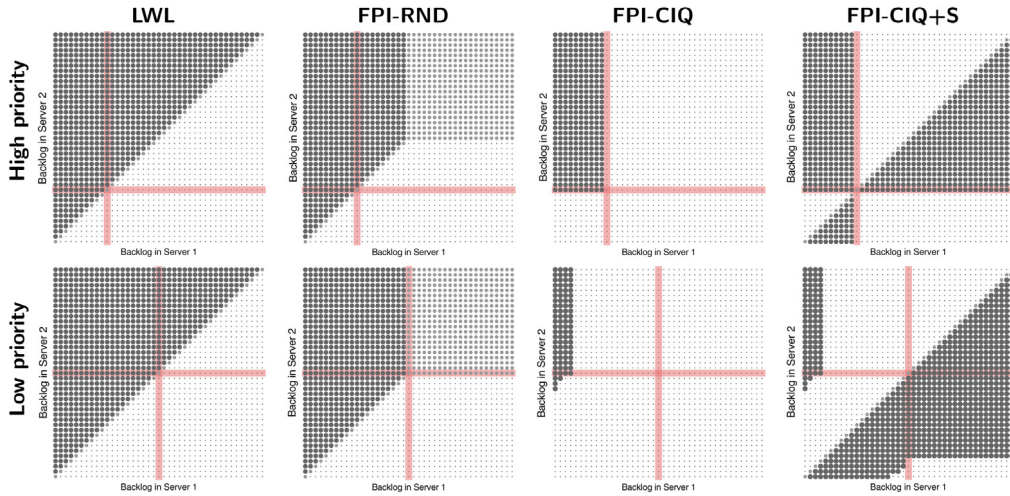 LWL FPI-RND FPI-CIQ FPI-CIQ+S
High priority
Backlog in Server 2 Backlog in Server 2 Backlog in Server 2 Backlog in Server 2
Backlog in Server 1 Backlog in Server 1 Backlog in Server 1 Backlog in Server 1
Low priority
Backlog in Server 2 Backlog in Server 2 Backlog in Server 2 Backlog in Server 2
Backlog in Server 1 Backlog in Server 1 Backlog in Server 1 Backlog in Server 1